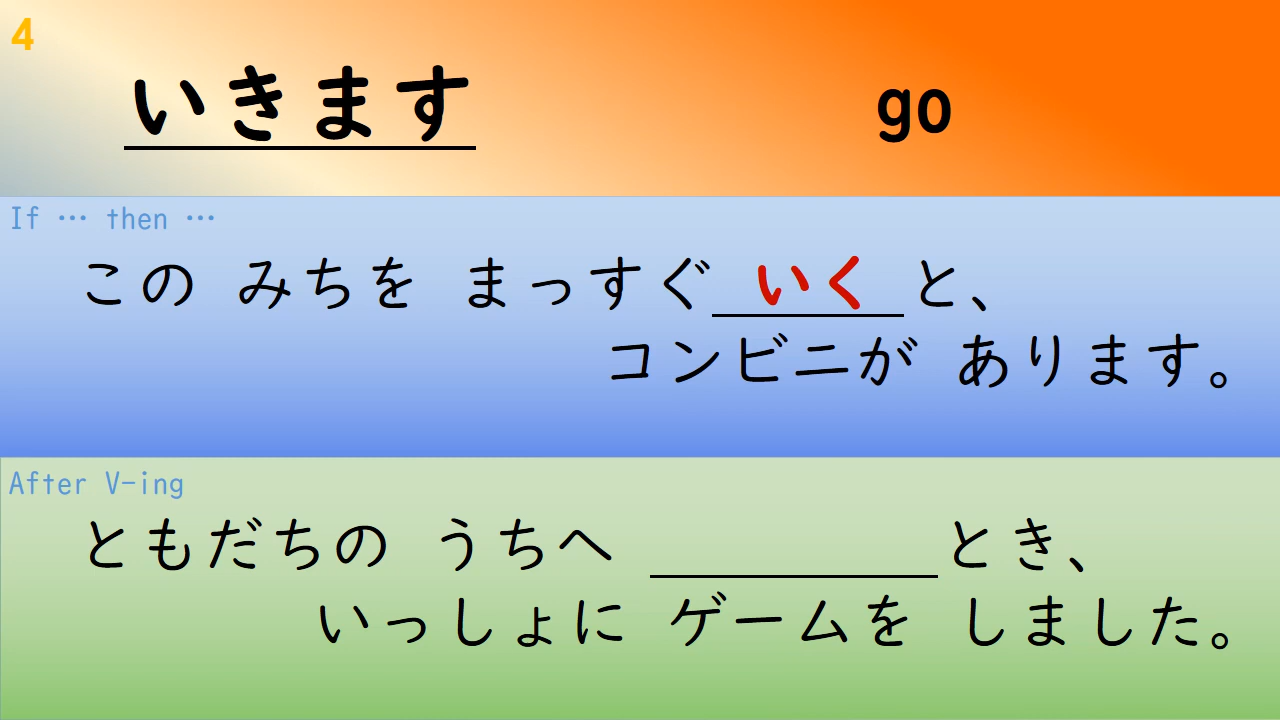 4
いきます go
If … then …
この みちを まっすぐ いく と、
コンビニが あります。
After V-ing
ともだちの うちへ とき、
いっしょに ゲームを しました。